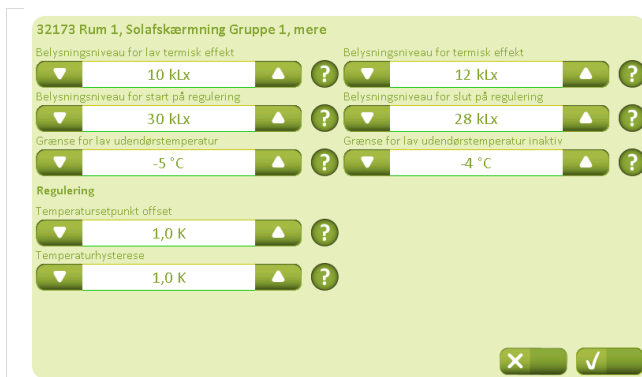 32173 Rum 1, Solafskærmning Gruppe 1, mere
Belysningsniveau for lav termisk effekt Belysningsniveau for termisk effekt
10 kLx ? 12 kLx ?
Belysningsniveau for start på regulering Belysningsniveau for slut på regulering
30 kLx ? 28 kLx ?
Grænse for lav udendørstemperatur Grænse for lav udendørstemperatur inaktiv
-5 °C ? -4 °C ?
Regulering
Temperatursetpunkt offset
1,0 K ?
Temperaturhysterese
1,0 K ?